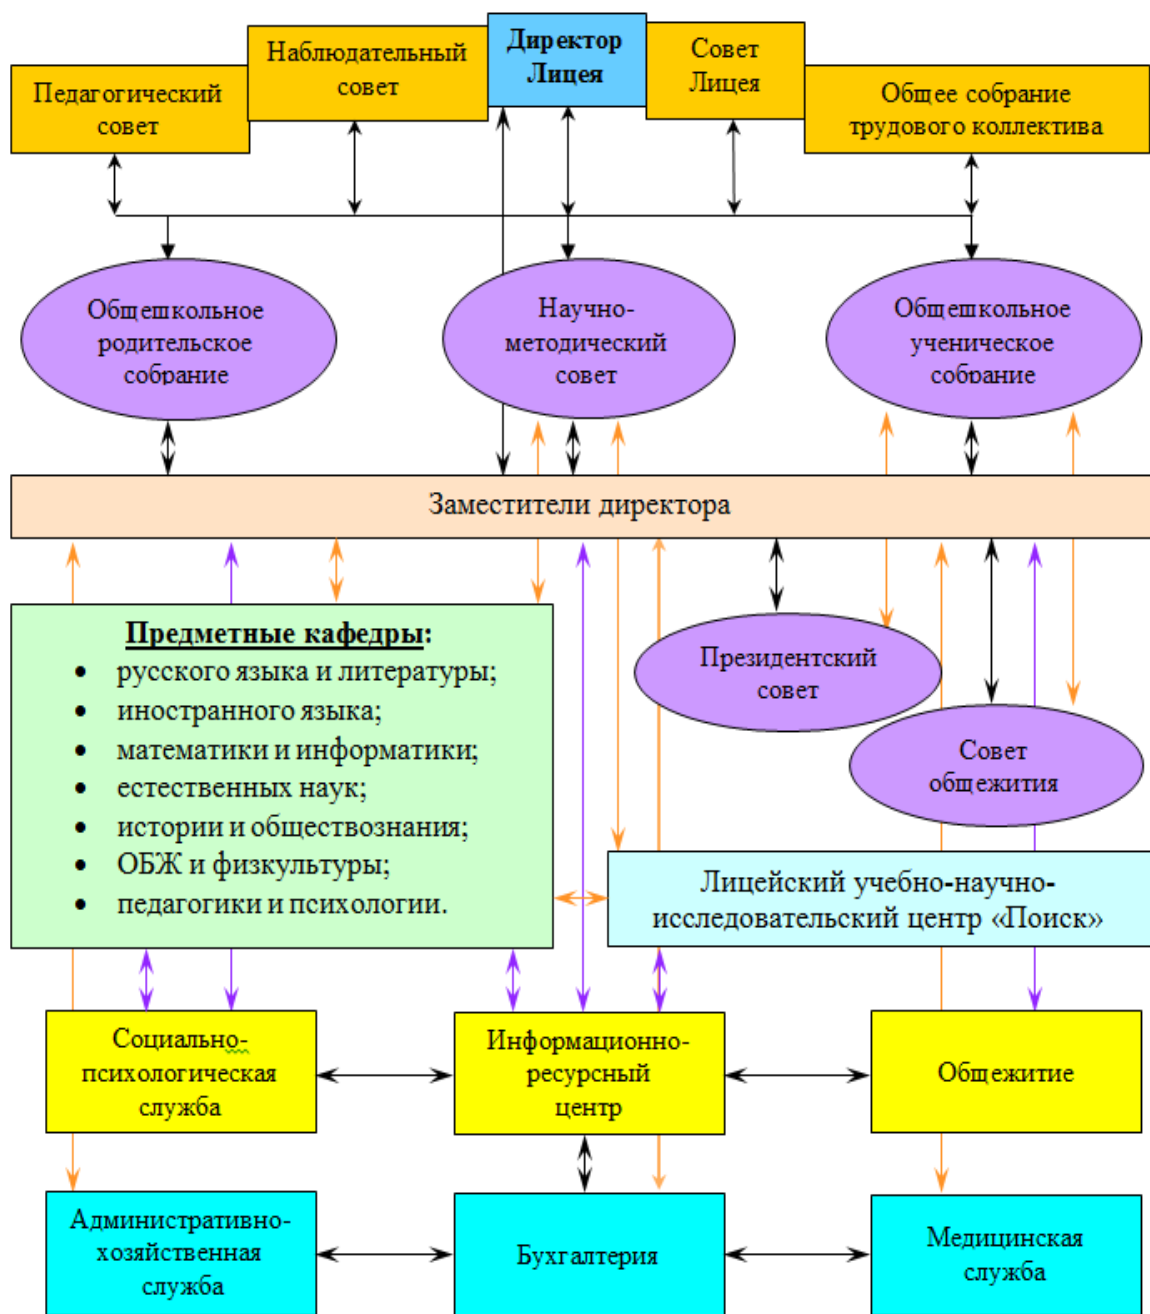 Директор
Лицея
Наблюдательный
совет
Совет
Лицея
Педагогический
совет
Общее собрание
трудового коллектива
Общешкольное
родительское
собрание
Научно-
методический
совет
Общешкольное
ученическое
собрание
Заместители директора
Предметные кафедры:
• русского языка и литературы;
• иностранного языка;
• математики и информатики;
• естественных наук;
• истории и обществознания;
• ОБЖ и физкультуры;
• педагогики и психологии.
Президентский
совет
Совет
общежития
Лицейский учебно-научно-
исследовательский центр «Поиск»
Социально-
психологическая
служба
Информационно-
ресурсный
центр
Общежитие
Административно-
хозяйственная
служба
Бухгалтерия
Медицинская
служба